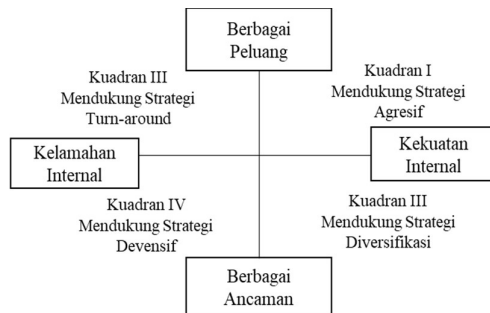 Berbagai
Peluang
Kuadran III
Mendukung Strategi
Turn-around
Kuadran I
Mendukung Strategi
Agresif
Kelamahan
Internal
Kekuatan
Internal
Kuadran IV
Mendukung Strategi
Devensif
Kuadran III
Mendukung Strategi
Diversifikasi
Berbagai
Ancaman